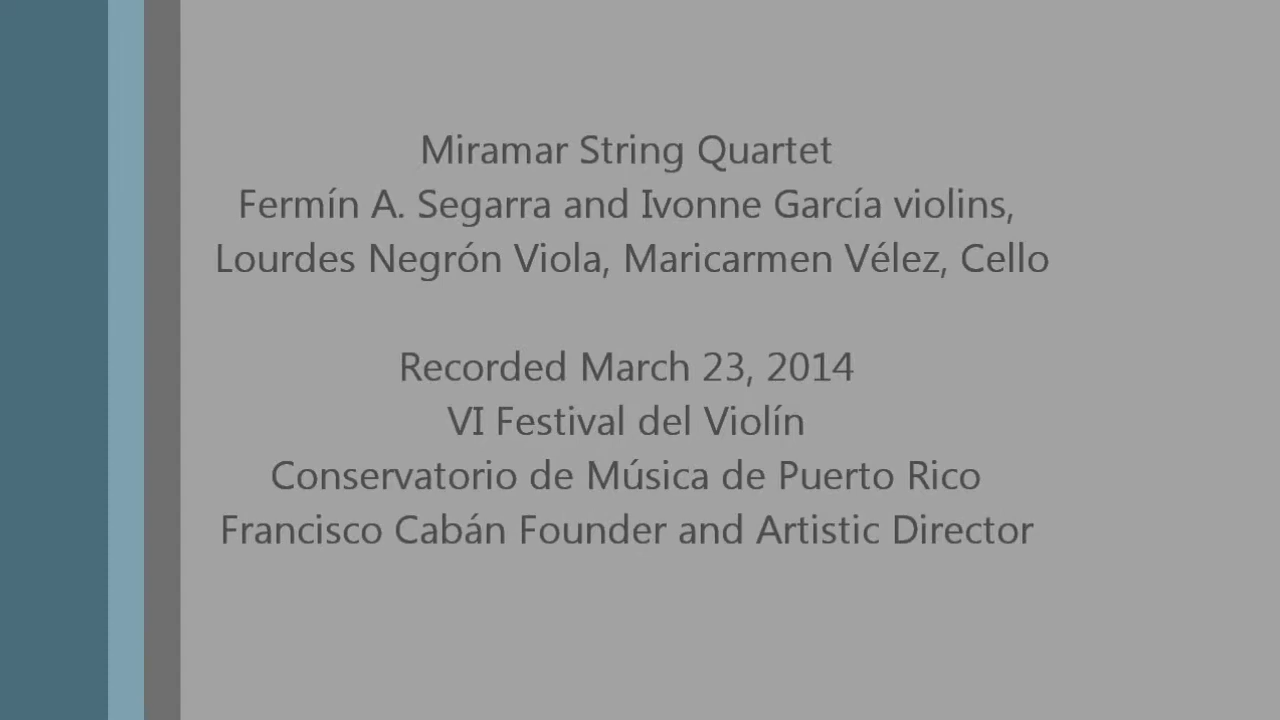 Miramar String Quartet
Fermín A. Segarra and Ivonne García violins,
Lourdes Negrón Viola, Maricarmen Vélez, Cello
Recorded March 23, 2014
VI Festival del Violín
Conservatorio de Música de Puerto Rico
Francisco Cabán Founder and Artistic Director